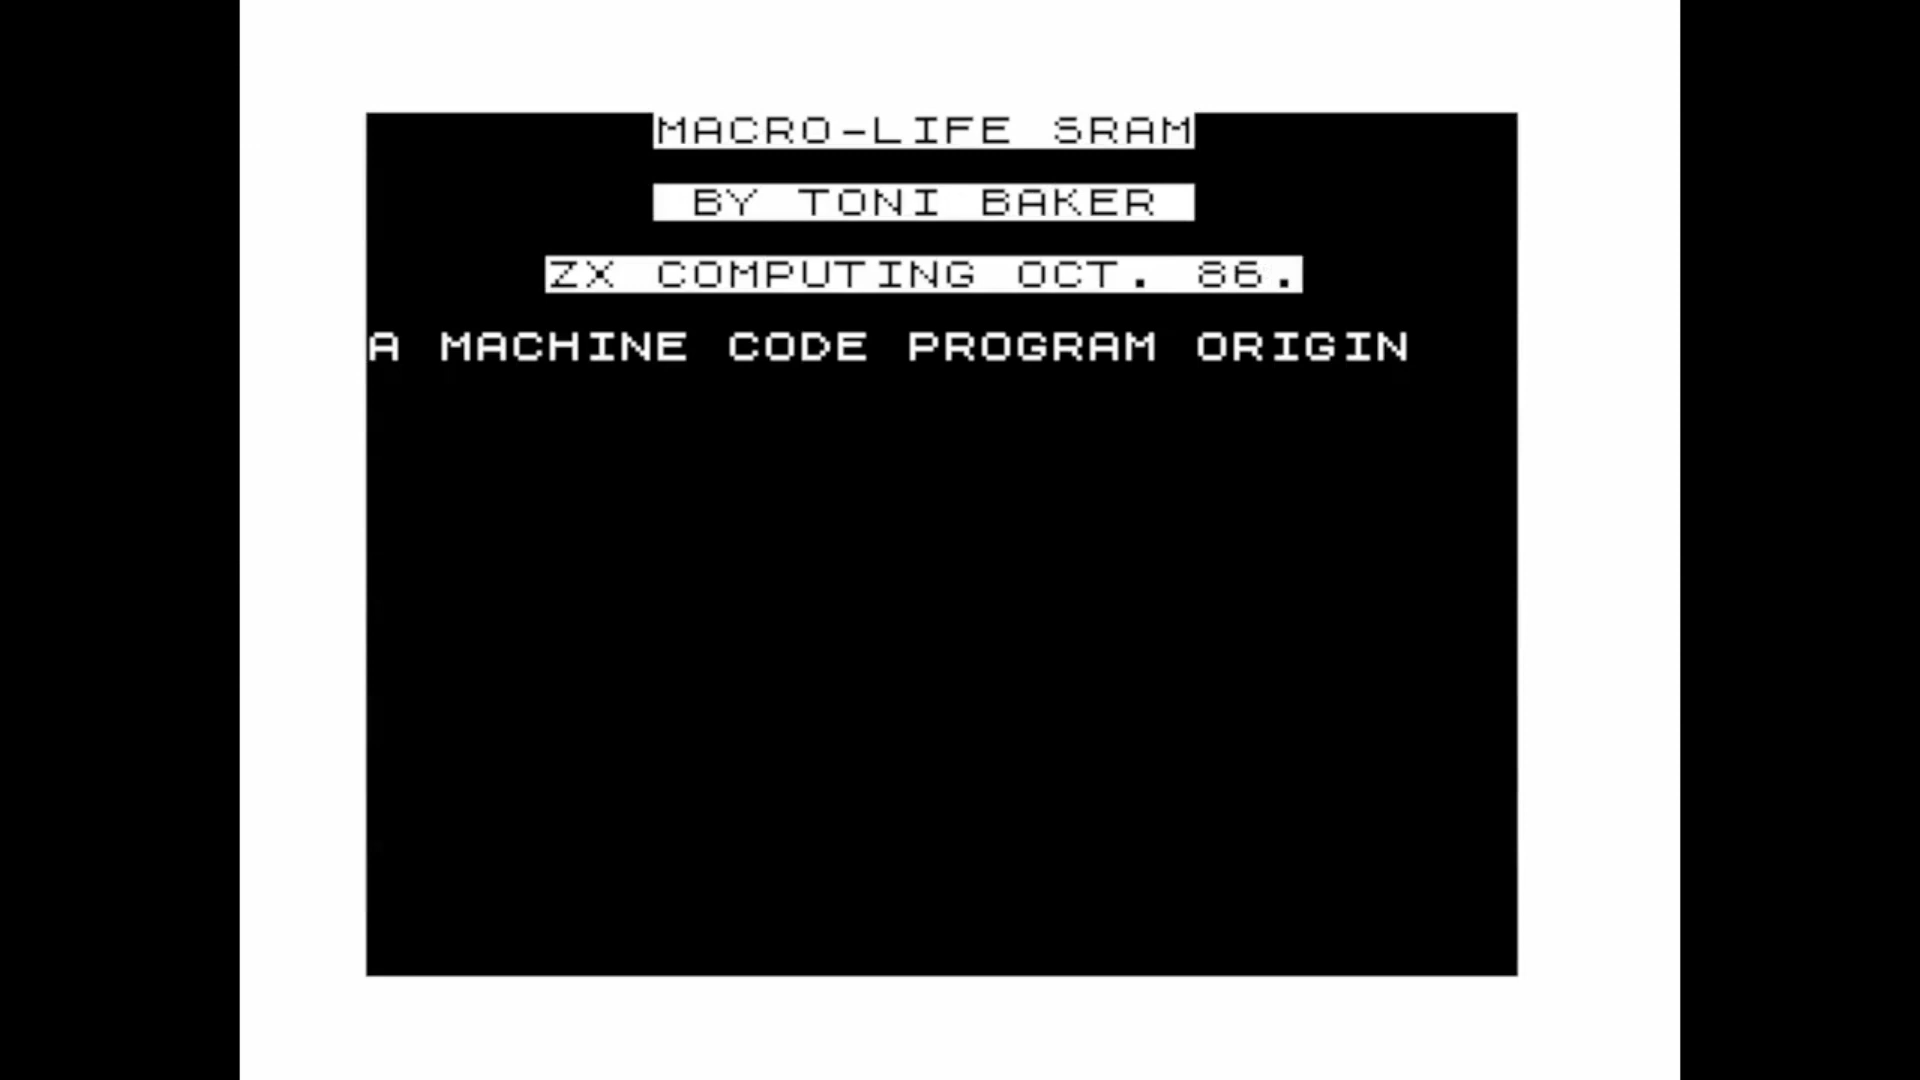 MACRO-LIFE SRAM
BY TONI BAKER
ZX COMPUTING OCT. 86.
A MACHINE CODE PROGRAM ORIGIN